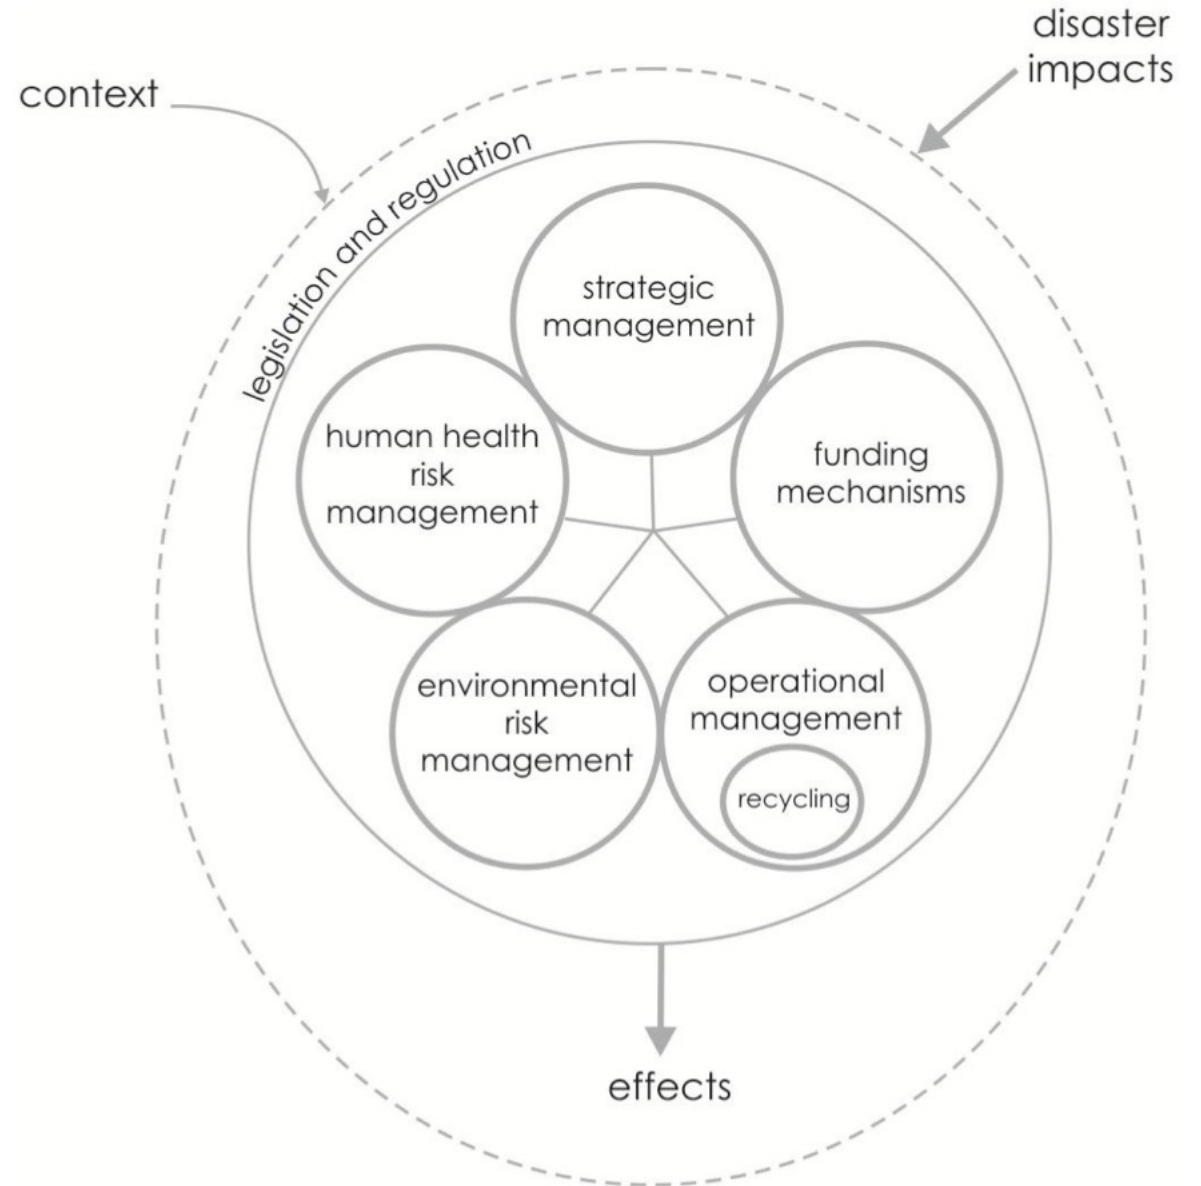 disaster
impacts
context
legislation and regulation
strategic
management
human health
risk
management
funding
mechanisms
environmental
risk
management
operational
management
recycling
effects